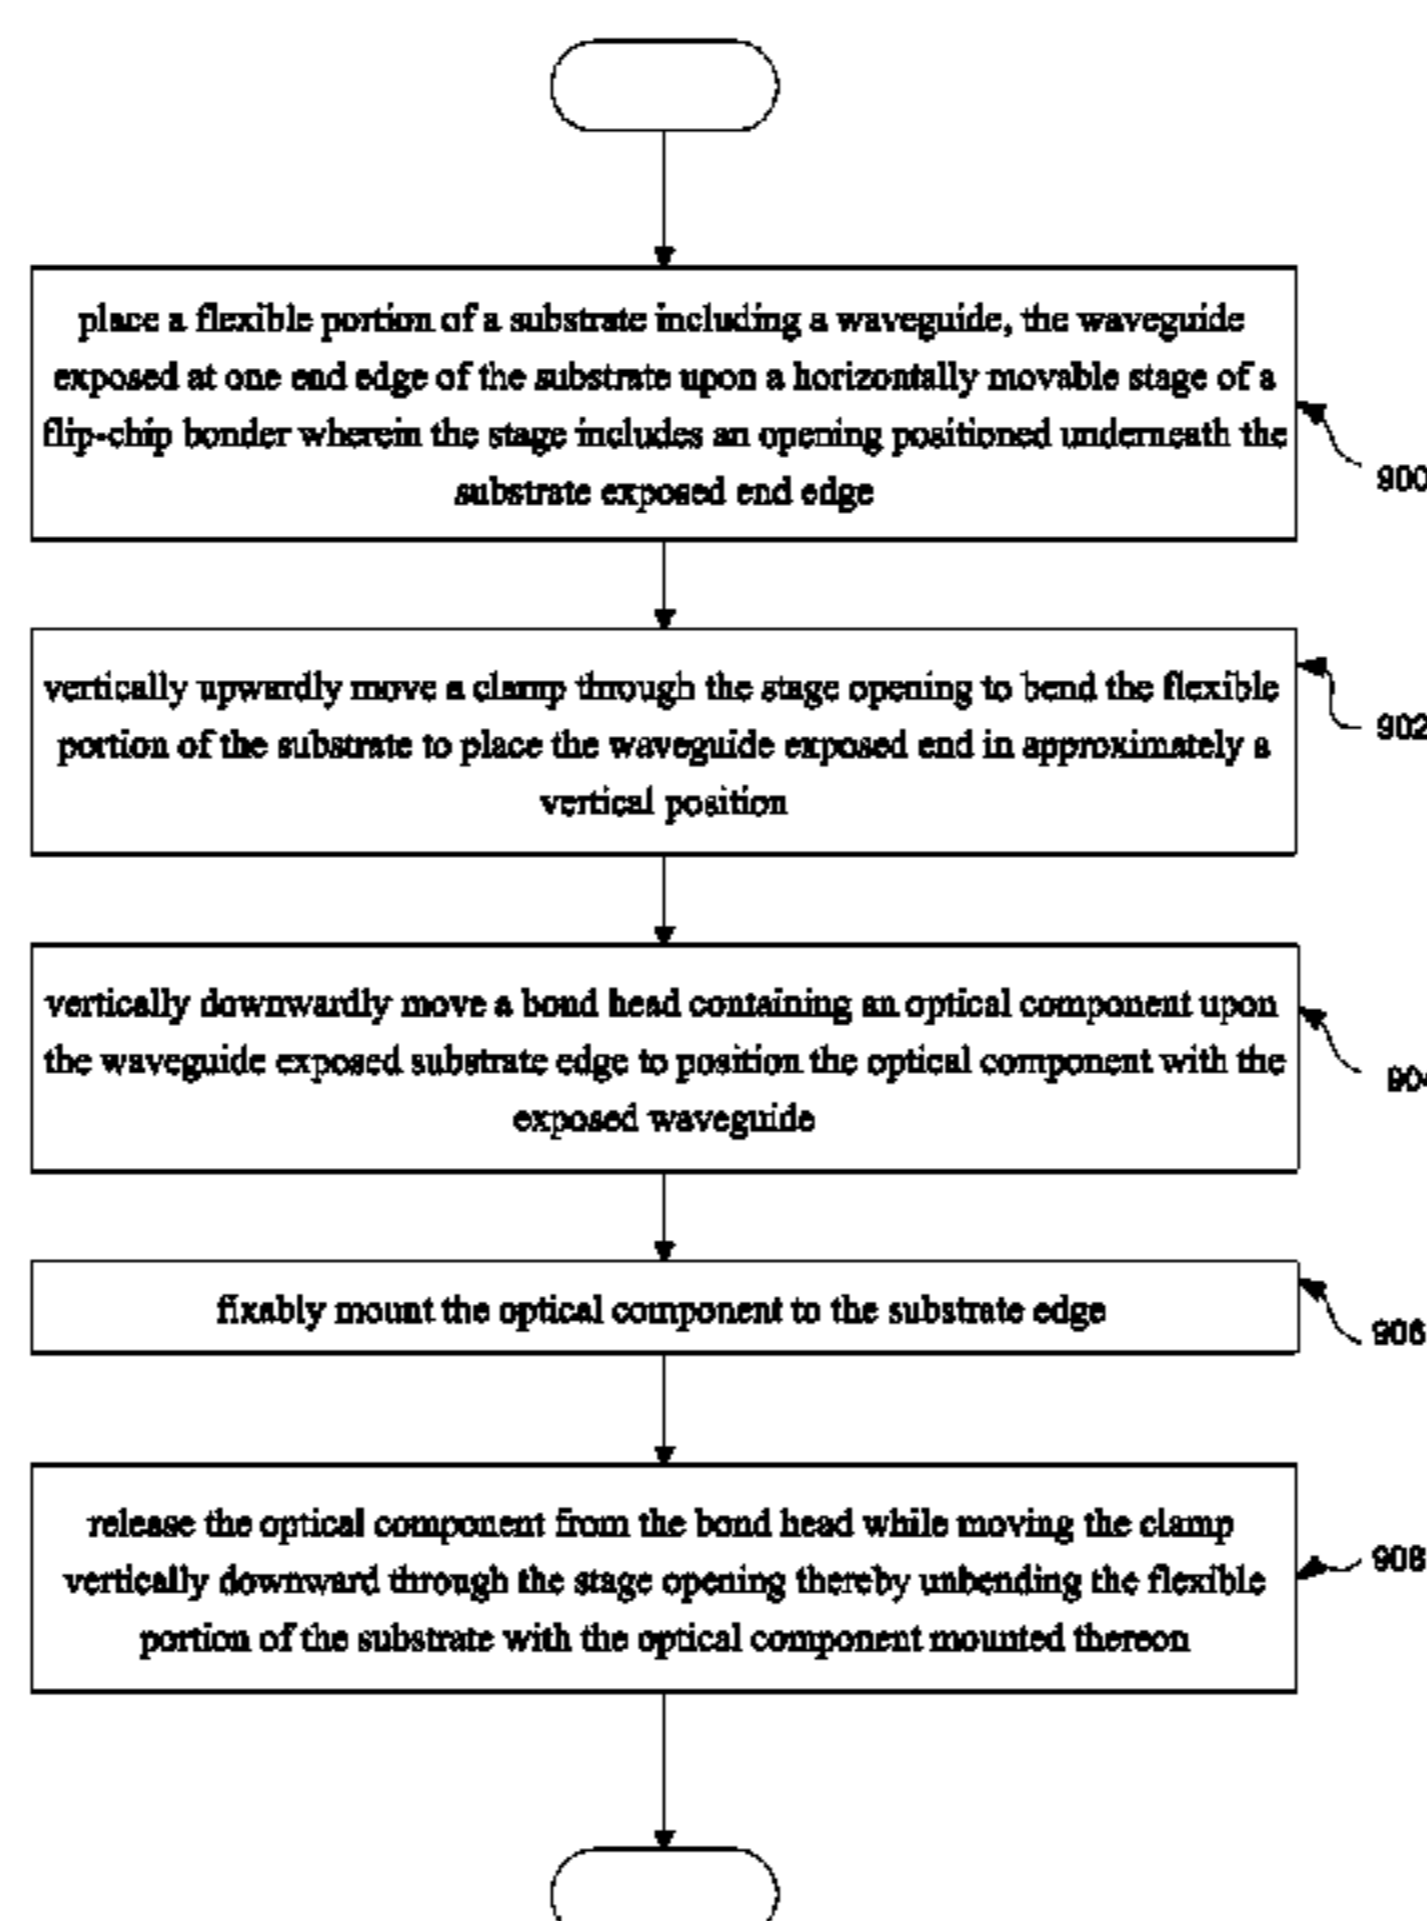 place a flexible portion of a substrate including a waveguide, the waveguide
exposed at one end edge of the substrate upon a horizontally movable stage of a
flip-chip bonder wherein the stage includes an opening positioned underneath the
substrate exposed end edge
900
vertically upwardly move a clamp through the stage opening to bend the flexible
portion of the substrate to place the waveguide exposed end in approximately a
vertical position
902
vertically downwardly move a bond head containing an optical component upon
the waveguide exposed substrate edge to position the optical component with the
exposed waveguide
904
fixably mount the optical component to the substrate edge
906
release the optical component from the bond head while moving the clamp
vertically downward through the stage opening thereby unbending the flexible
portion of the substrate with the optical component mounted thereon
908